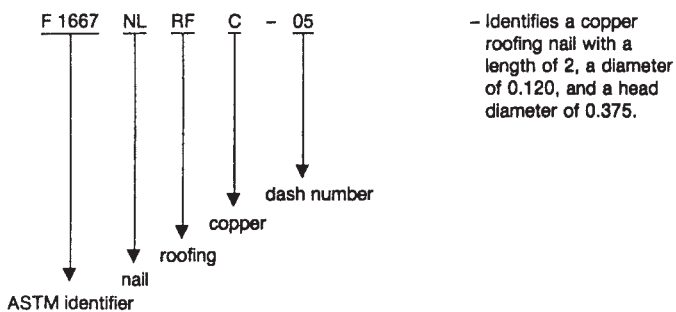 F 1667 NL RF C - 05
– Identifies a copper
roofing nail with a
length of 2, a diameter
of 0.120, and a head
diameter of 0.375.
dash number
copper
roofing
nail
ASTM identifier